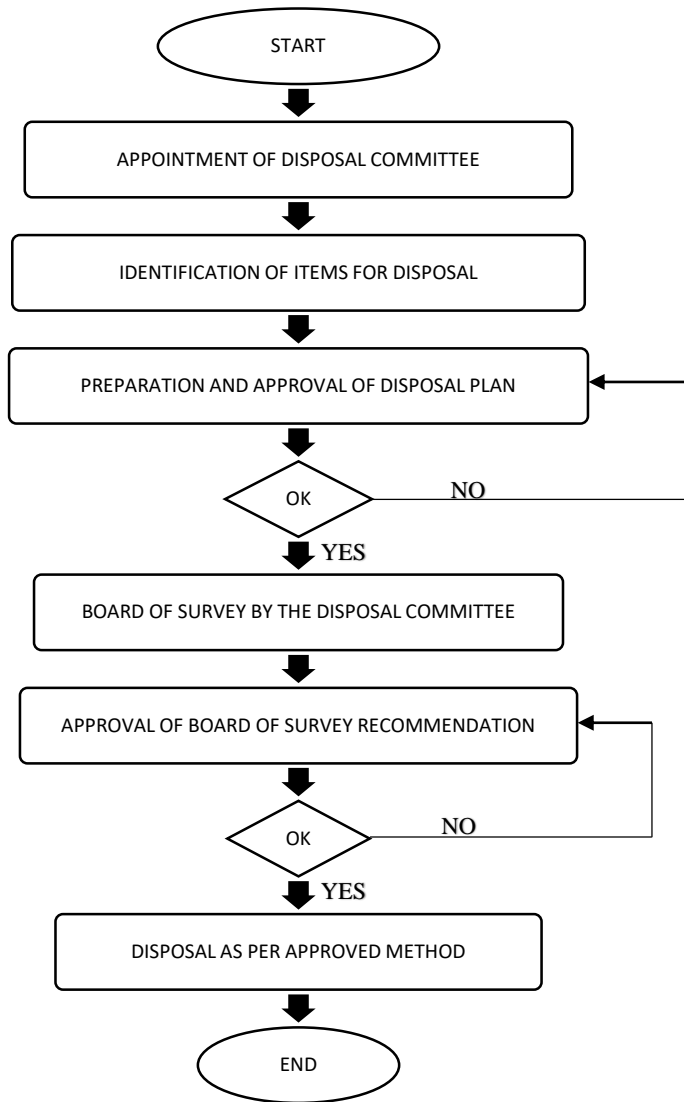 START
APPOINTMENT OF DISPOSAL COMMITTEE
IDENTIFICATION OF ITEMS FOR DISPOSAL
PREPARATION AND APPROVAL OF DISPOSAL PLAN
OK
NO
YES
BOARD OF SURVEY BY THE DISPOSAL COMMITTEE
APPROVAL OF BOARD OF SURVEY RECOMMENDATION
OK
NO
YES
DISPOSAL AS PER APPROVED METHOD
END